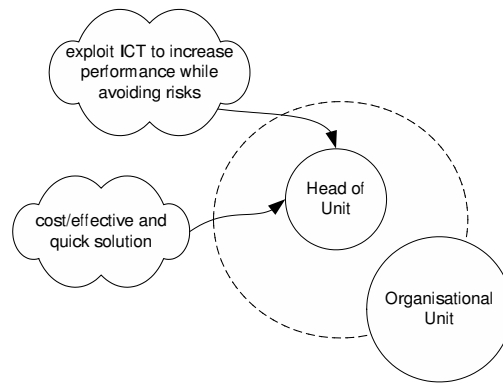 exploit ICT to increase
performance while
avoiding risks
Head of
Unit
cost/effective and
quick solution
Organisational
Unit